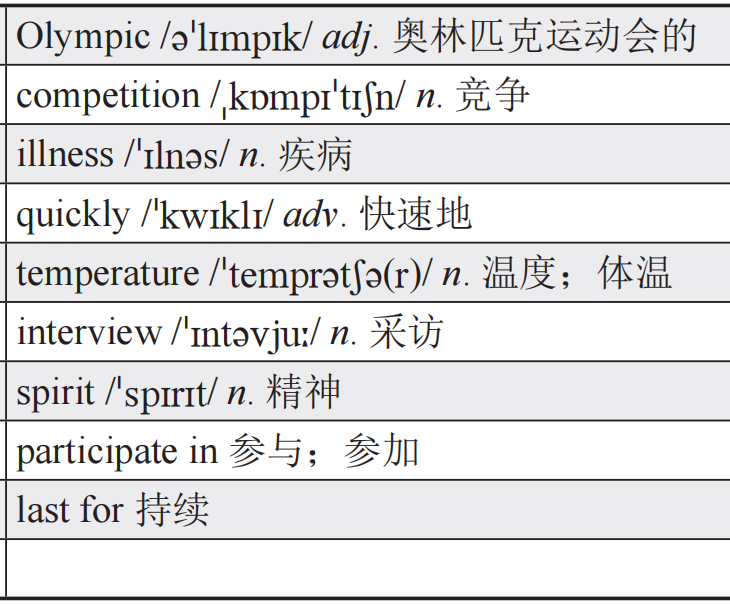 Olympic /əˈlɪmpɪk/ adj. 奥林匹克运动会的
competition /ˌkɒmpɪˈtɪʃn/ n. 竞争
illness /ˈɪlnəs/ n. 疾病
quickly /ˈkwɪklɪ/ adv. 快速地
temperature /ˈtemprətʃə(r)/ n. 温度；体温
interview /ˈɪntəvjuː/ n. 采访
spirit /ˈspɪrɪt/ n. 精神
participate in 参与；参加
last for 持续